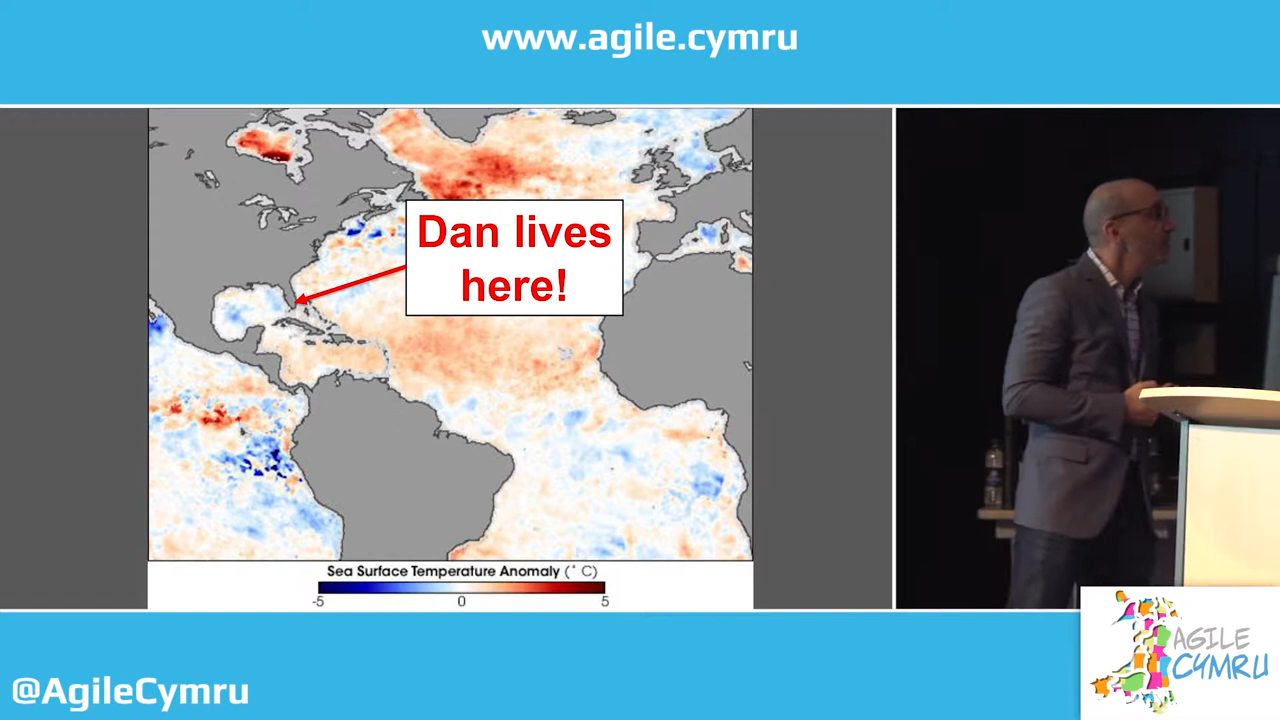 www.agile.cymru
Dan lives
here!
Sea Surface Temperature Anomaly (° C)
-5 0 5
@AgileCymru
AGILE
CYMRU